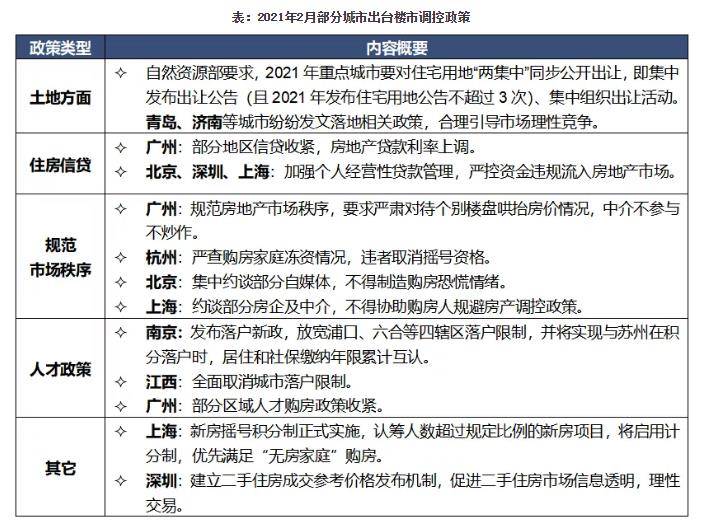 表：2021年2月部分城市出台楼市调控政策
政策类型 内容概要
土地方面
✧ 自然资源部要求，2021年重点城市要对住宅用地“两集中”同步公开出让，即集中
发布出让公告（且2021年发布住宅用地公告不超过3次）、集中组织出让活动。
青岛、济南等城市纷纷发文落地相关政策，合理引导市场理性竞争。
住房信贷
✧ 广州：部分地区信贷收紧，房地产贷款利率上调。
✧ 北京、深圳、上海：加强个人经营性贷款管理，严控资金违规流入房地产市场。
规范
市场秩序
✧ 广州：规范房地产市场秩序，要求严肃对待个别楼盘哄抬房价情况，中介不参与
不炒作。
✧ 杭州：严查购房家庭冻资情况，违者取消摇号资格。
✧ 北京：集中约谈部分自媒体，不得制造购房恐慌情绪。
✧ 上海：约谈部分房企及中介，不得协助购房人规避房产调控政策。
人才政策
✧ 南京：发布落户新政，放宽浦口、六合等四辖区落户限制，并将实现与苏州在积
分落户时，居住和社保缴纳年限累计互认。
✧ 江西：全面取消城市落户限制。
✧ 广州：部分区域人才购房政策收紧。
其它
✧ 上海：新房摇号积分制正式实施，认筹人数超过规定比例的新房项目，将启用计
分制，优先满足“无房家庭”购房。
✧ 深圳：建立二手住房成交参考价格发布机制，促进二手住房市场信息透明，理性
交易。